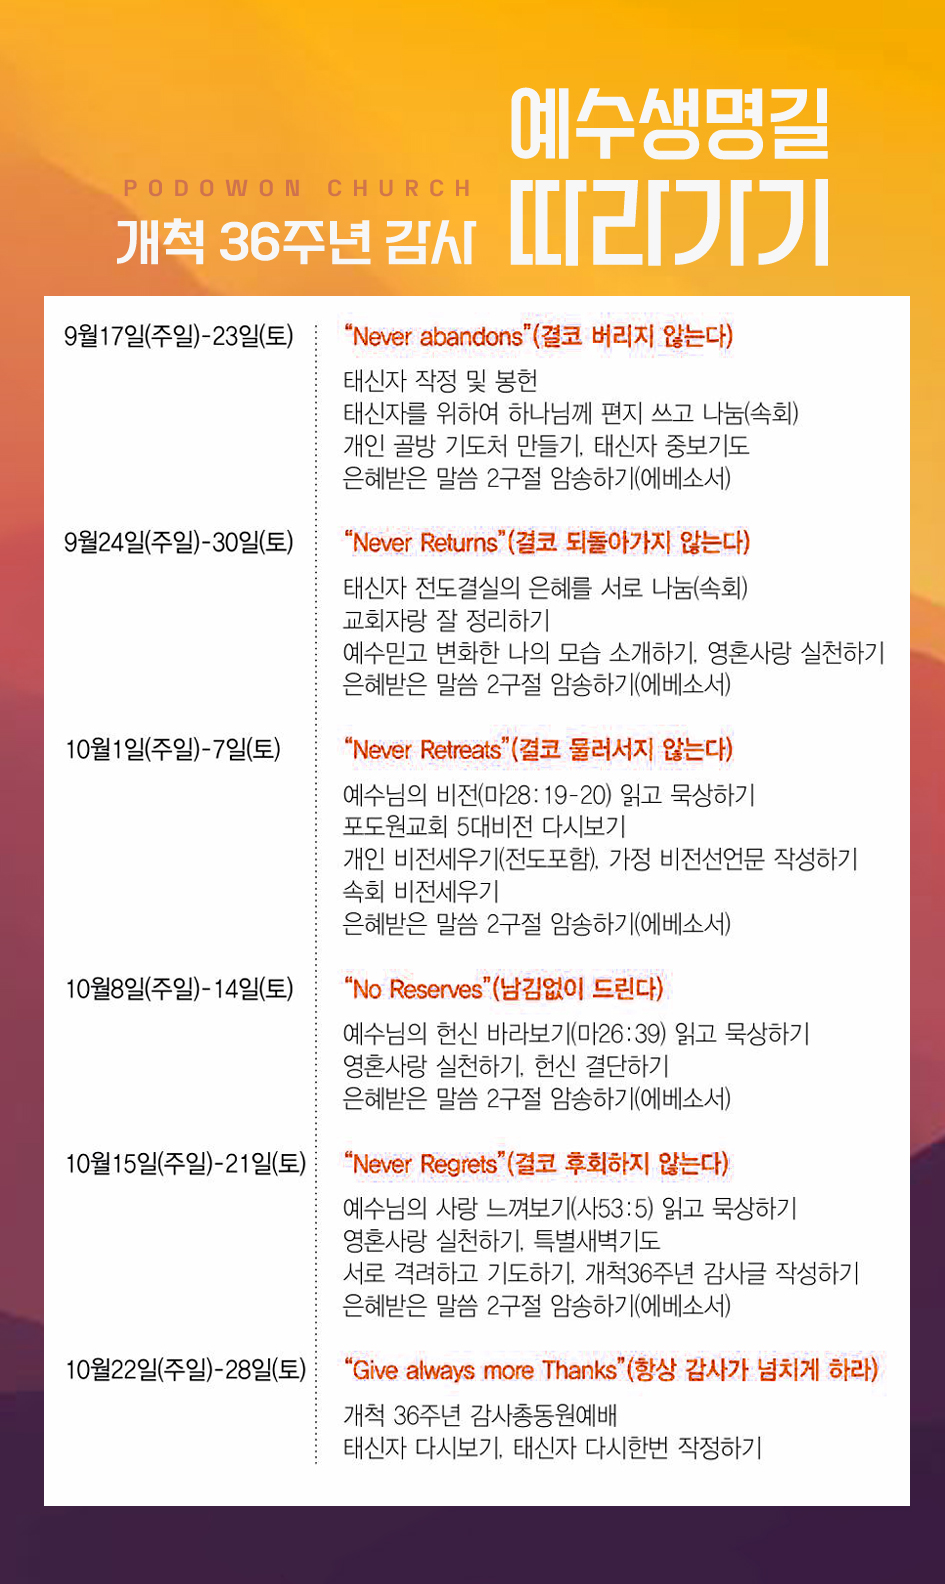 예수생명길
따라가기
PODOWON CHURCH
개척 36주년 감사
9월17일(주일)-23일(토)
“Never abandons”(결코 버리지 않는다)
태신자 작정 및 봉헌
태신자를 위하여 하나님께 편지 쓰고 나눔(속회)
개인 골방 기도처 만들기, 태신자 중보기도
은혜받은 말씀 2구절 암송하기(에베소서)
9월24일(주일)-30일(토)
“Never Returns”(결코 되돌아가지 않는다)
태신자 전도결실의 은혜를 서로 나눔(속회)
교회자랑 잘 정리하기
예수믿고 변화한 나의 모습 소개하기, 영혼사랑 실천하기
은혜받은 말씀 2구절 암송하기(에베소서)
10월1일(주일)-7일(토)
“Never Retreats”(결코 물러서지 않는다)
예수님의 비전(마28:19-20) 읽고 묵상하기
포도원교회 5대비전 다시보기
개인 비전세우기(전도포함), 가정 비전선언문 작성하기
속회 비전세우기
은혜받은 말씀 2구절 암송하기(에베소서)
10월8일(주일)-14일(토)
“No Reserves”(남김없이 드린다)
예수님의 헌신 바라보기(마26:39) 읽고 묵상하기
영혼사랑 실천하기, 헌신 결단하기
은혜받은 말씀 2구절 암송하기(에베소서)
10월15일(주일)-21일(토)
“Never Regrets”(결코 후회하지 않는다)
예수님의 사랑 느껴보기(사53:5) 읽고 묵상하기
영혼사랑 실천하기, 특별새벽기도
서로 격려하고 기도하기, 개척36주년 감사글 작성하기
은혜받은 말씀 2구절 암송하기(에베소서)
10월22일(주일)-28일(토)
“Give always more Thanks”(항상 감사가 넘치게 하라)
개척 36주년 감사총동원예배
태신자 다시보기, 태신자 다시한번 작정하기